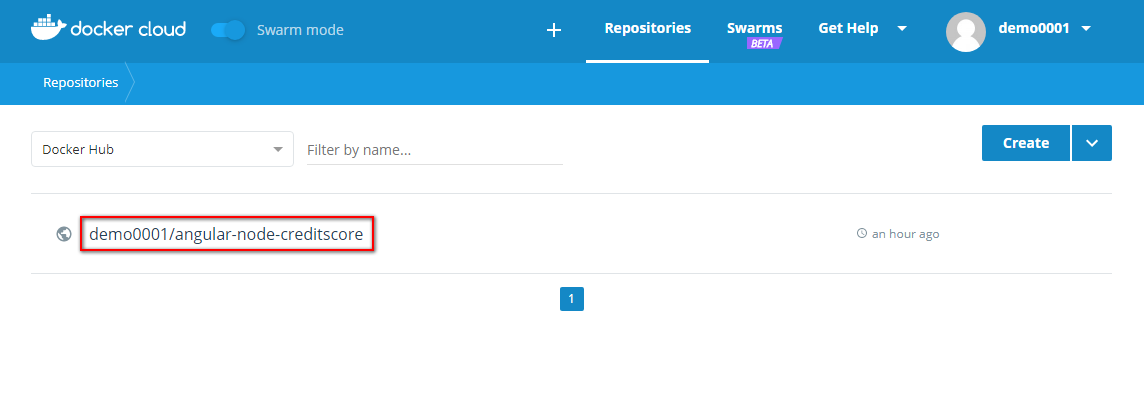 docker cloud Swarm mode + Repositories Swarms Get Help demo0001
BETA
Repositories
Docker Hub Filter by name... Create
demo0001/angular-node-creditscore an hour ago
1